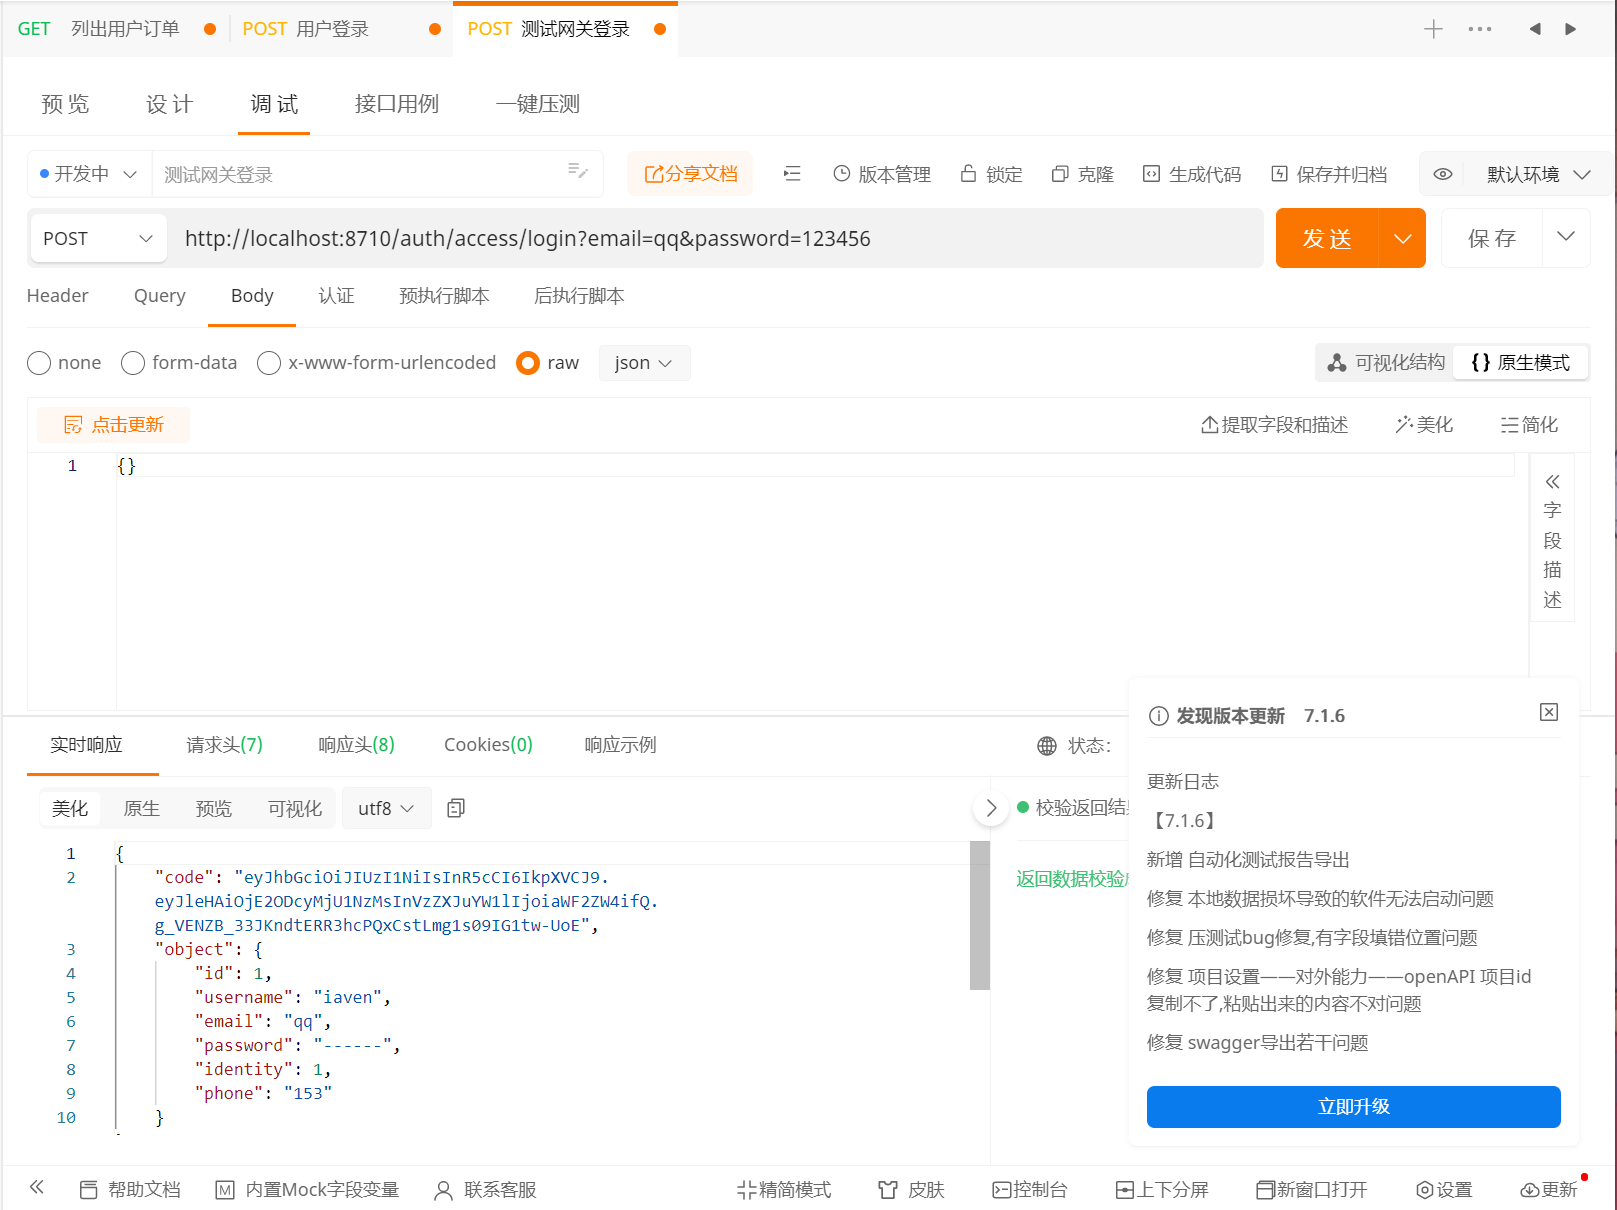 GET 列出用户订单 POST 用户登录 POST 测试网关登录
预 览 设 计 调 试 接口用例 一键压测
开发中 测试网关登录 分享文档 版本管理 锁定 克隆 生成代码 保存并归档 默认环境
POST http://localhost:8710/auth/access/login?email=qq&password=123456 发 送 保 存
Header Query Body 认证 预执行脚本 后执行脚本
none form-data x-www-form-urlencoded raw json 可视化结构 {} 原生模式
点击更新 提取字段和描述 美化 简化
1 {}
字
段
描
述
实时响应 请求头(7) 响应头(8) Cookies(0) 响应示例 状态:
美化 原生 预览 可视化 utf8 校验返回结
返回数据校验
1 {
2 "code": "eyJhbGciOiJIUzI1NiIsInR5cCI6IkpXVCJ9.
eyJleHAiOjE2ODcyMjU1NzMsInVzZXJuYW1lIjoiaWF2ZW4ifQ.
g_VENZB_33JKndtERR3hcPQxCstLmg1s09IG1tw-UoE",
3 "object": {
4 "id": 1,
5 "username": "iaven",
6 "email": "qq",
7 "password": "------",
8 "identity": 1,
9 "phone": "153"
10 }
发现版本更新 7.1.6
更新日志
【7.1.6】
新增 自动化测试报告导出
修复 本地数据损坏导致的软件无法启动问题
修复 压测试bug修复,有字段填错位置问题
修复 项目设置——对外能力——openAPI 项目id
复制不了,粘贴出来的内容不对问题
修复 swagger导出若干问题
立即升级
帮助文档 内置Mock字段变量 联系客服 精简模式 皮肤 控制台 上下分屏 新窗口打开 设置 更新